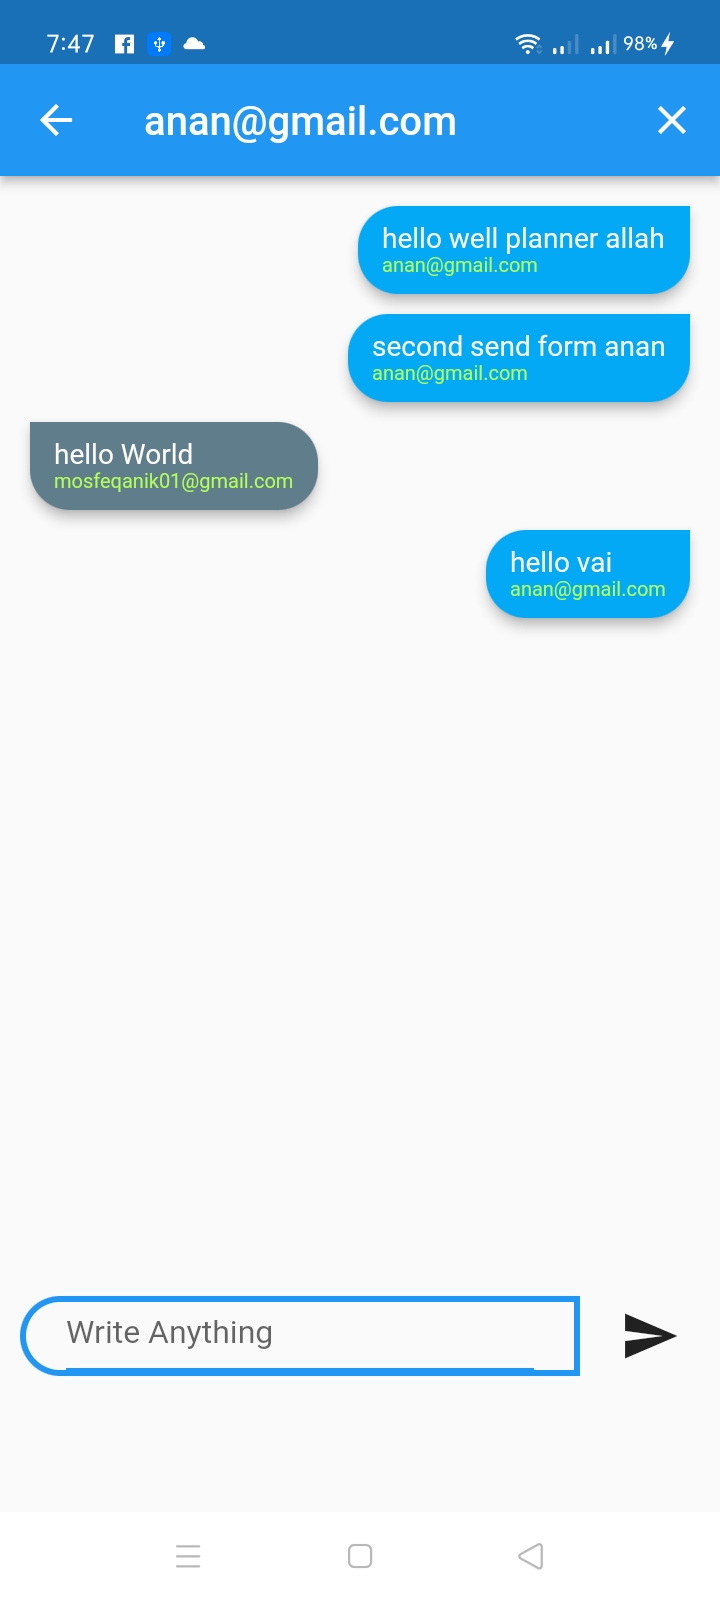 7:47
98%
anan@gmail.com
hello well planner allah
anan@gmail.com
second send form anan
anan@gmail.com
hello World
mosfeqanik01@gmail.com
hello vai
anan@gmail.com
Write Anything